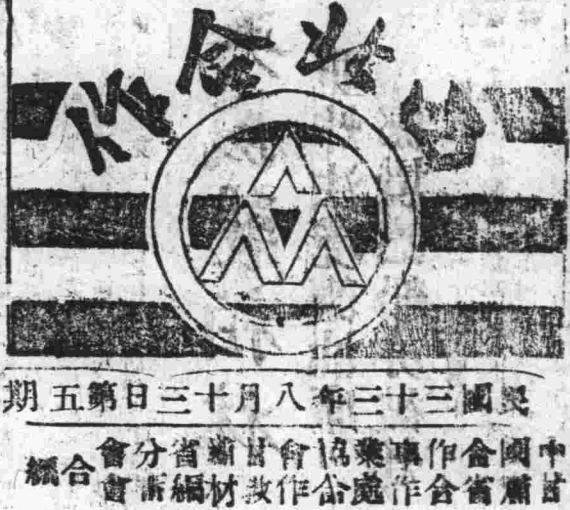 合作
民國三十三年八月十三日第五期
中國合作事業協會甘肅省分會
甘肅省合作處合作教材編會
合編